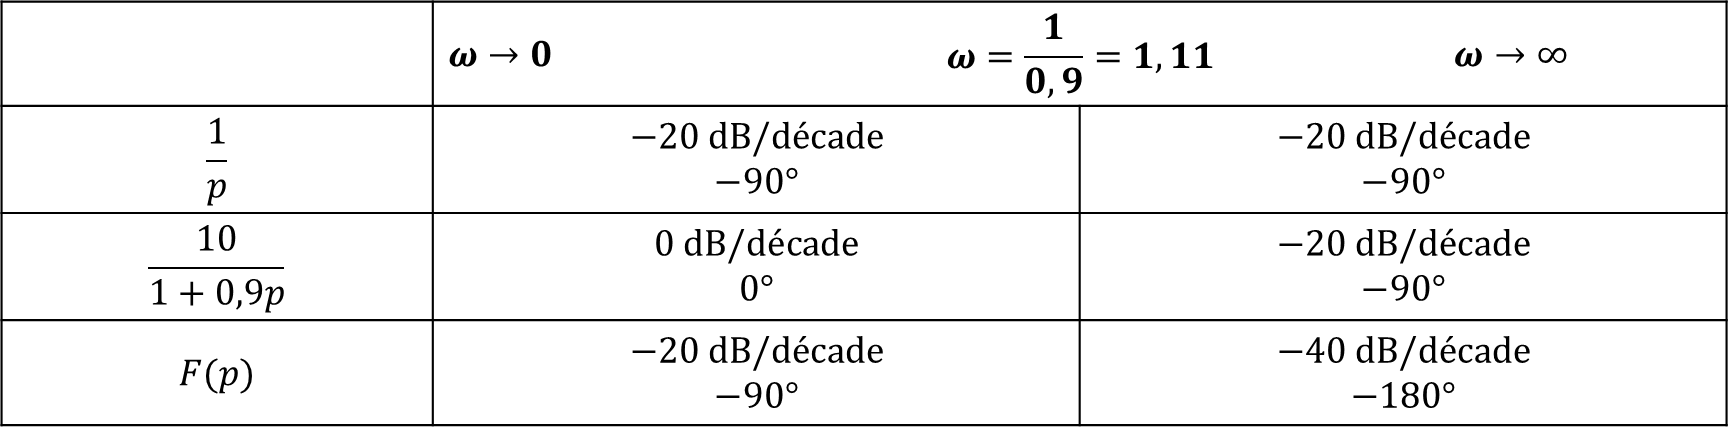 ω → 0 ω = 1/0,9 = 1,11 ω → ∞
1/p
−20 dB/décade −20 dB/décade
−90° −90°
10/(1 + 0,9p)
0 dB/décade −20 dB/décade
0° −90°
F(p)
−20 dB/décade −40 dB/décade
−90° −180°